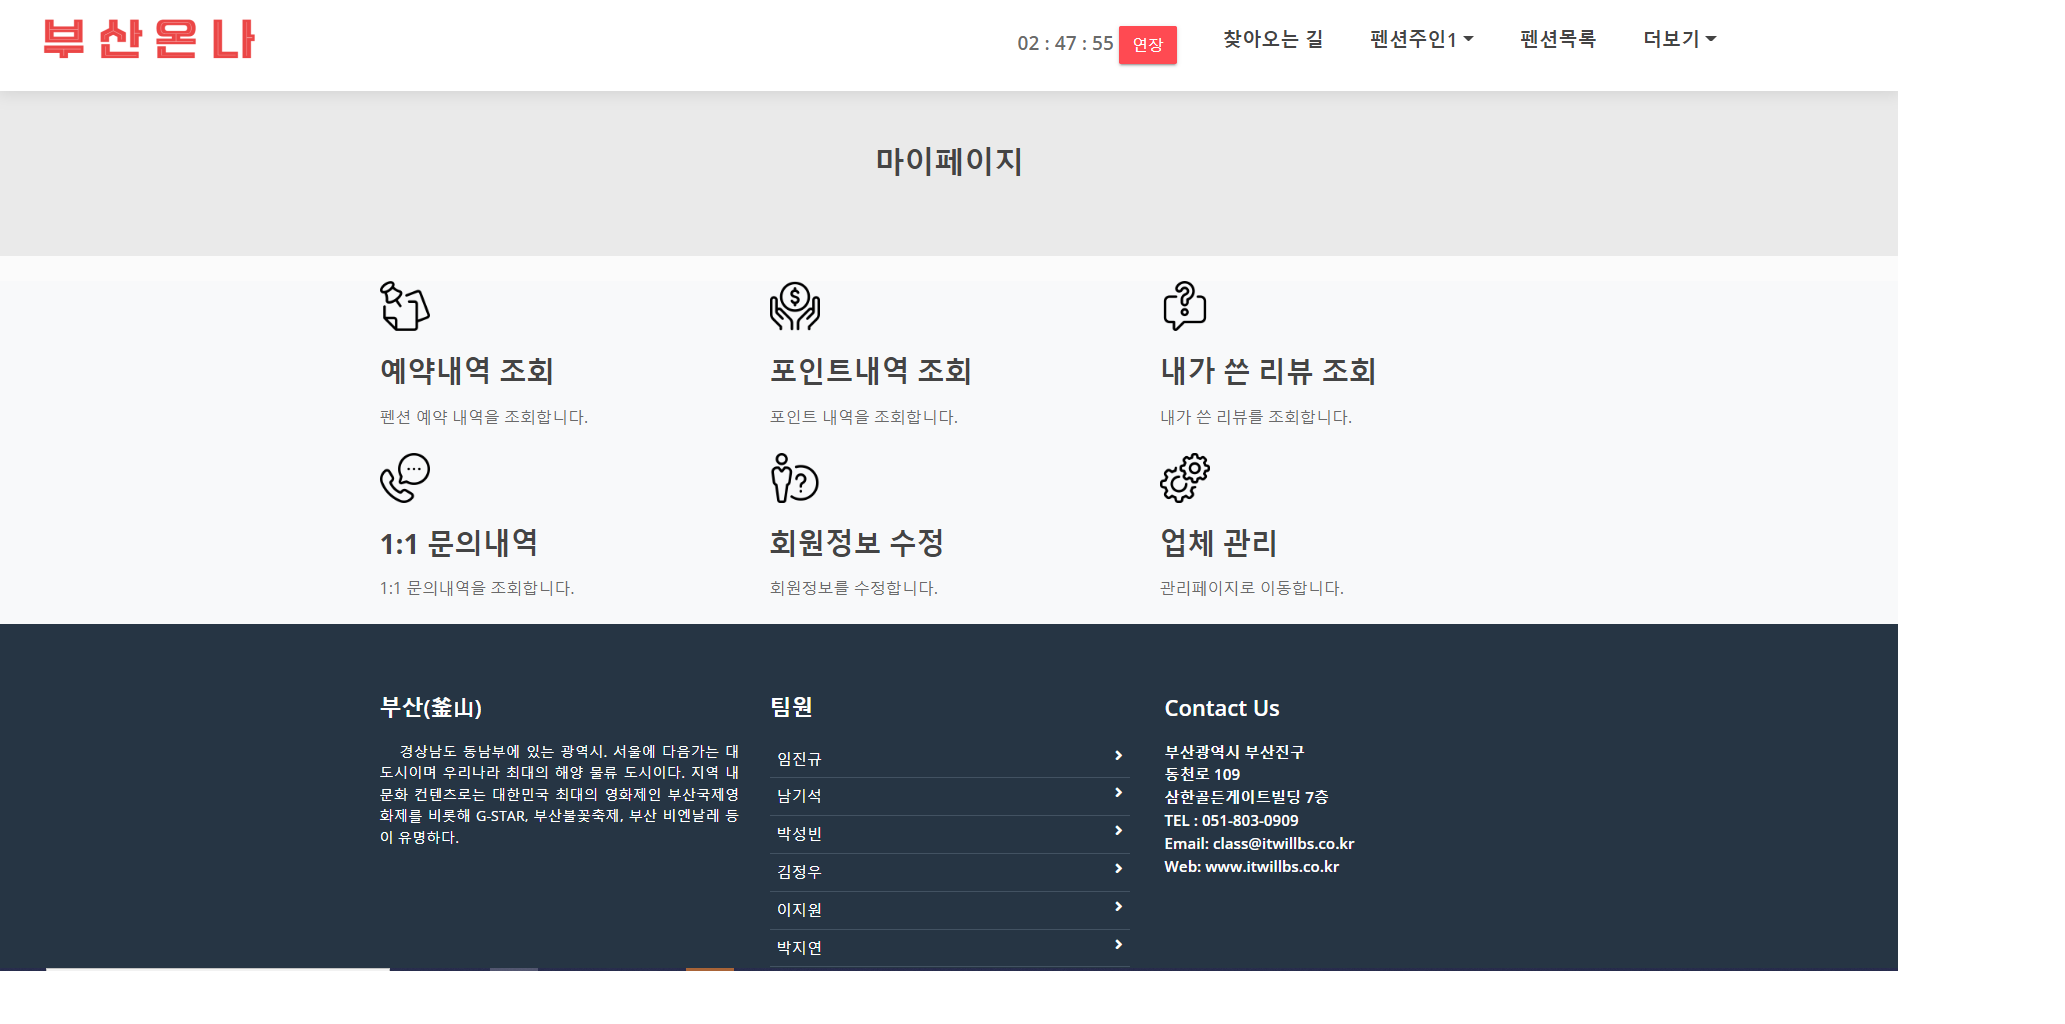 부산온나
02 : 47 : 55 연장 찾아오는 길 펜션주인1 펜션목록 더보기
마이페이지
예약내역 조회
펜션 예약 내역을 조회합니다.
포인트내역 조회
포인트 내역을 조회합니다.
내가 쓴 리뷰 조회
내가 쓴 리뷰를 조회합니다.
1:1 문의내역
1:1 문의내역을 조회합니다.
회원정보 수정
회원정보를 수정합니다.
업체 관리
관리페이지로 이동합니다.
부산(釜山)
경상남도 동남부에 있는 광역시. 서울에 다음가는 대
도시이며 우리나라 최대의 해양 물류 도시이다. 지역 내
문화 컨텐츠로는 대한민국 최대의 영화제인 부산국제영
화제를 비롯해 G-STAR, 부산불꽃축제, 부산 비엔날레 등
이 유명하다.
팀원
임진규
남기석
박성빈
김정우
이지원
박지연
Contact Us
부산광역시 부산진구
동천로 109
삼한골든게이트빌딩 7층
TEL : 051-803-0909
Email: class@itwillbs.co.kr
Web: www.itwillbs.co.kr